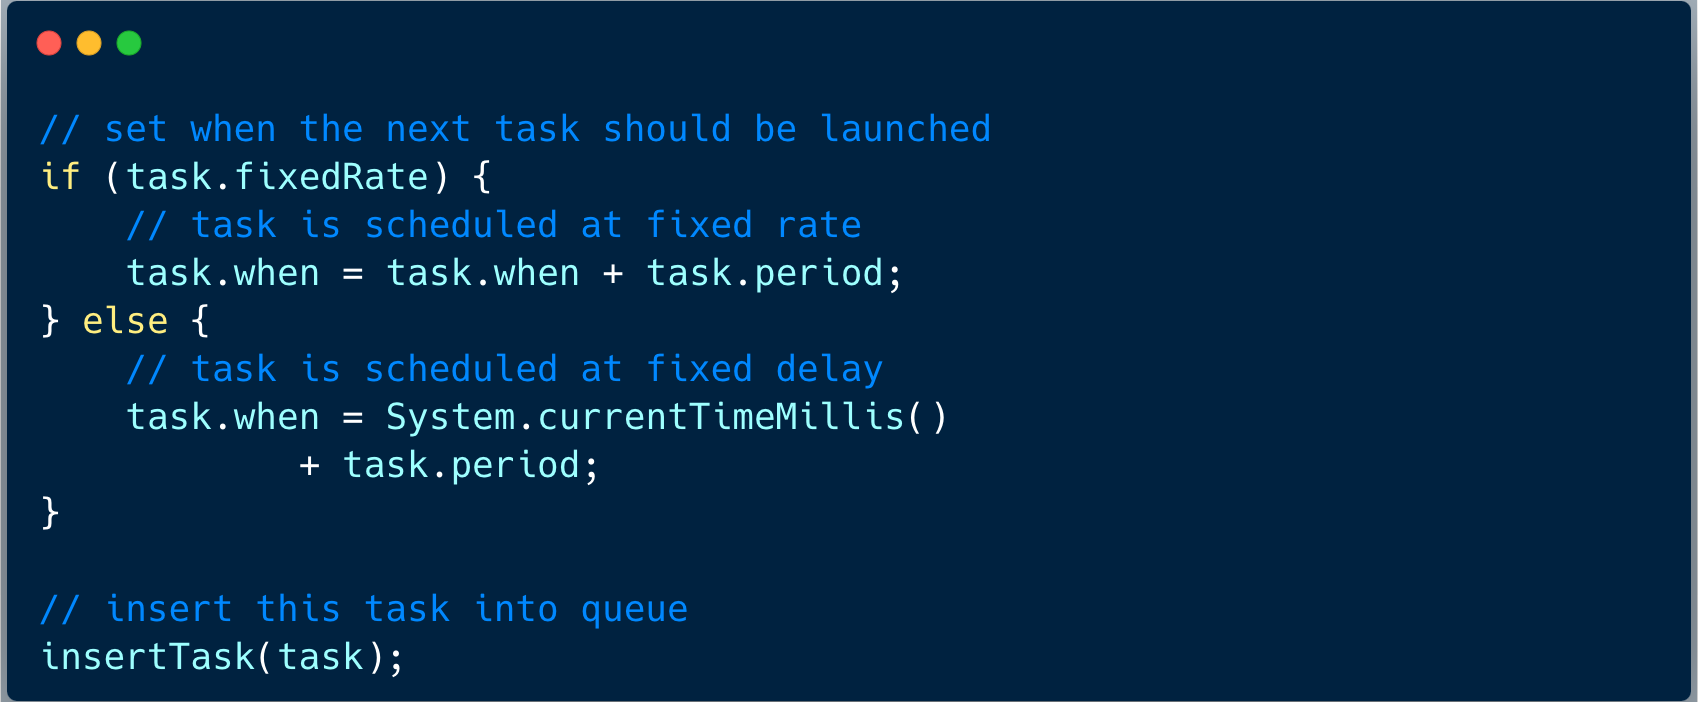 // set when the next task should be launched
if (task.fixedRate) {
    // task is scheduled at fixed rate
    task.when = task.when + task.period;
} else {
    // task is scheduled at fixed delay
    task.when = System.currentTimeMillis()
            + task.period;
}

// insert this task into queue
insertTask(task);